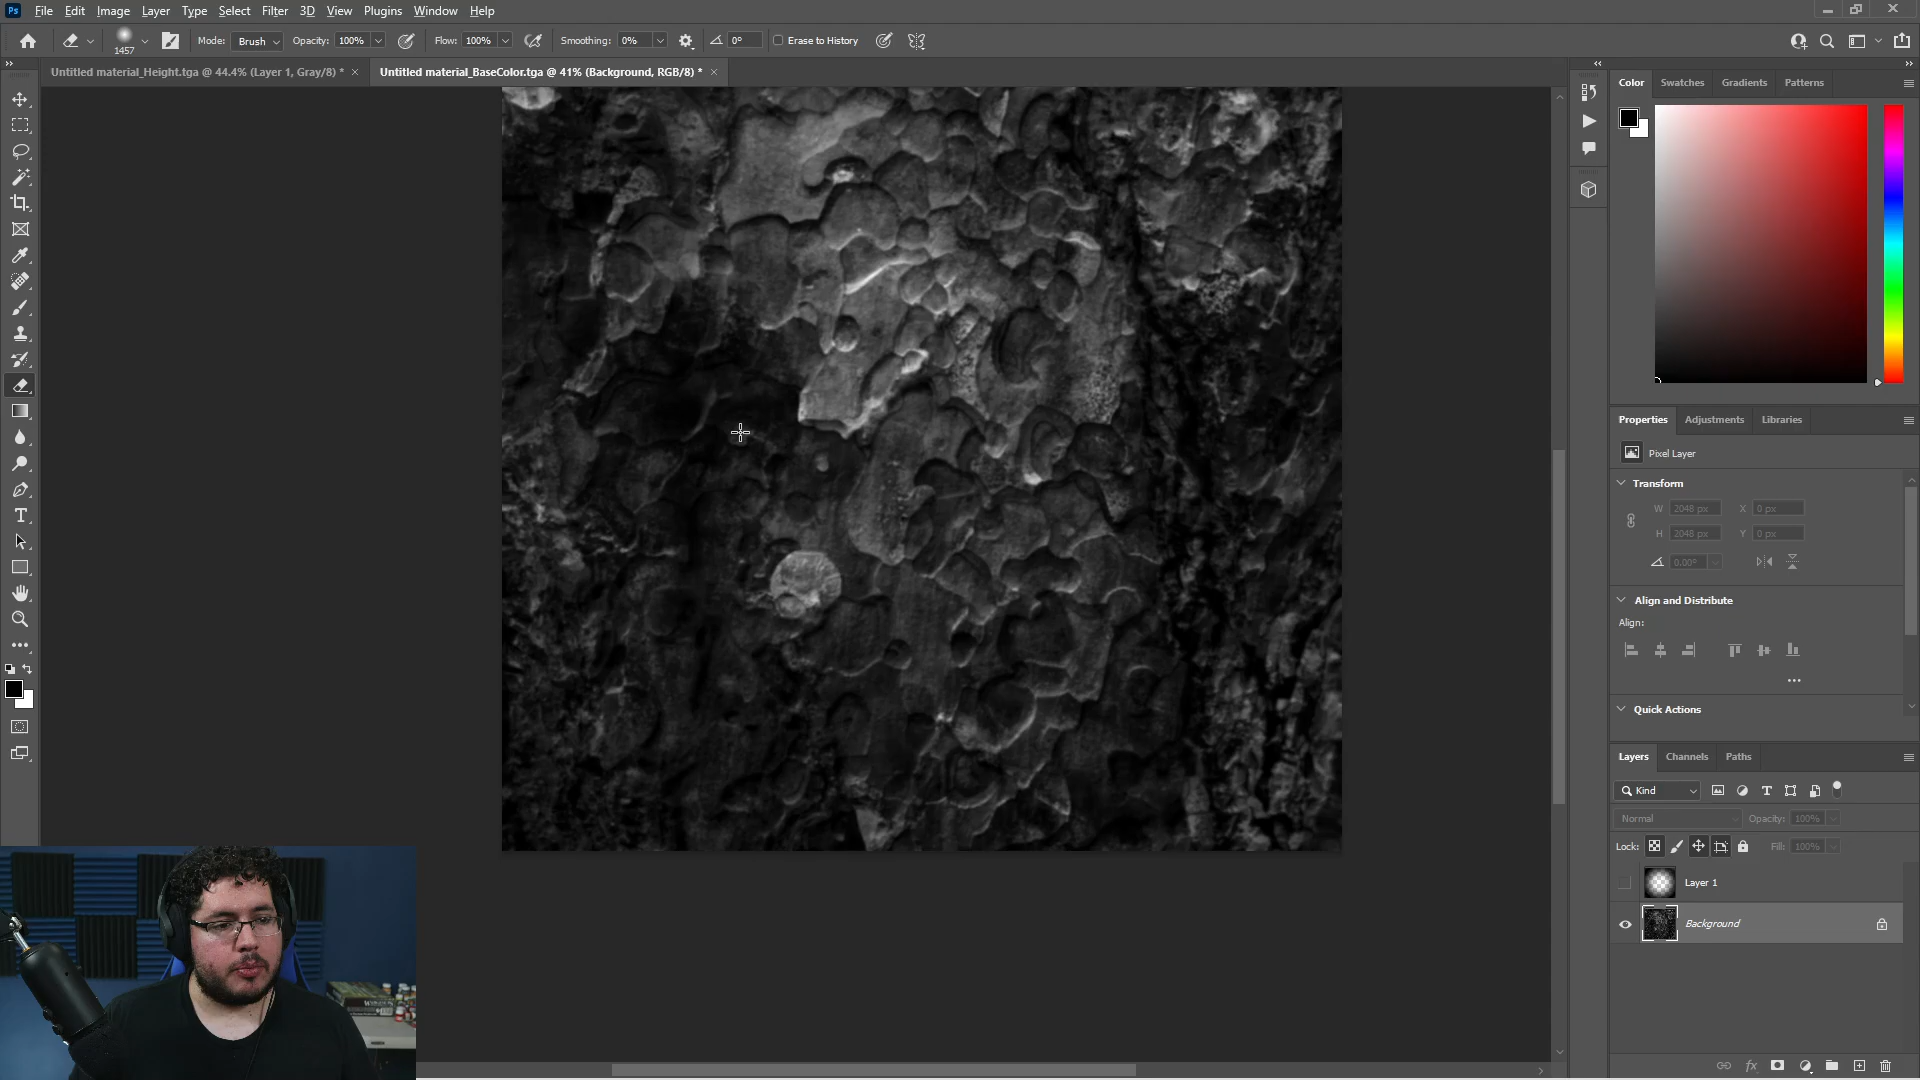 Ps File Edit Image Layer Type Select Filter 3D View Plugins Window Help
1457 Mode: Brush Opacity: 100% Flow: 100% Smoothing: 0% 0° Erase to History
Untitled material_Height.tga @ 44.4% (Layer 1, Gray/8) * Untitled material_BaseColor.tga @ 41% (Background, RGB/8) *
Color Swatches Gradients Patterns
Properties Adjustments Libraries
Pixel Layer
Transform
W 2048 px X 0 px
H 2048 px Y 0 px
0.00°
Align and Distribute
Align:
Quick Actions
Layers Channels Paths
Kind
Normal Opacity: 100%
Lock: Fill: 100%
Layer 1
Background
fx